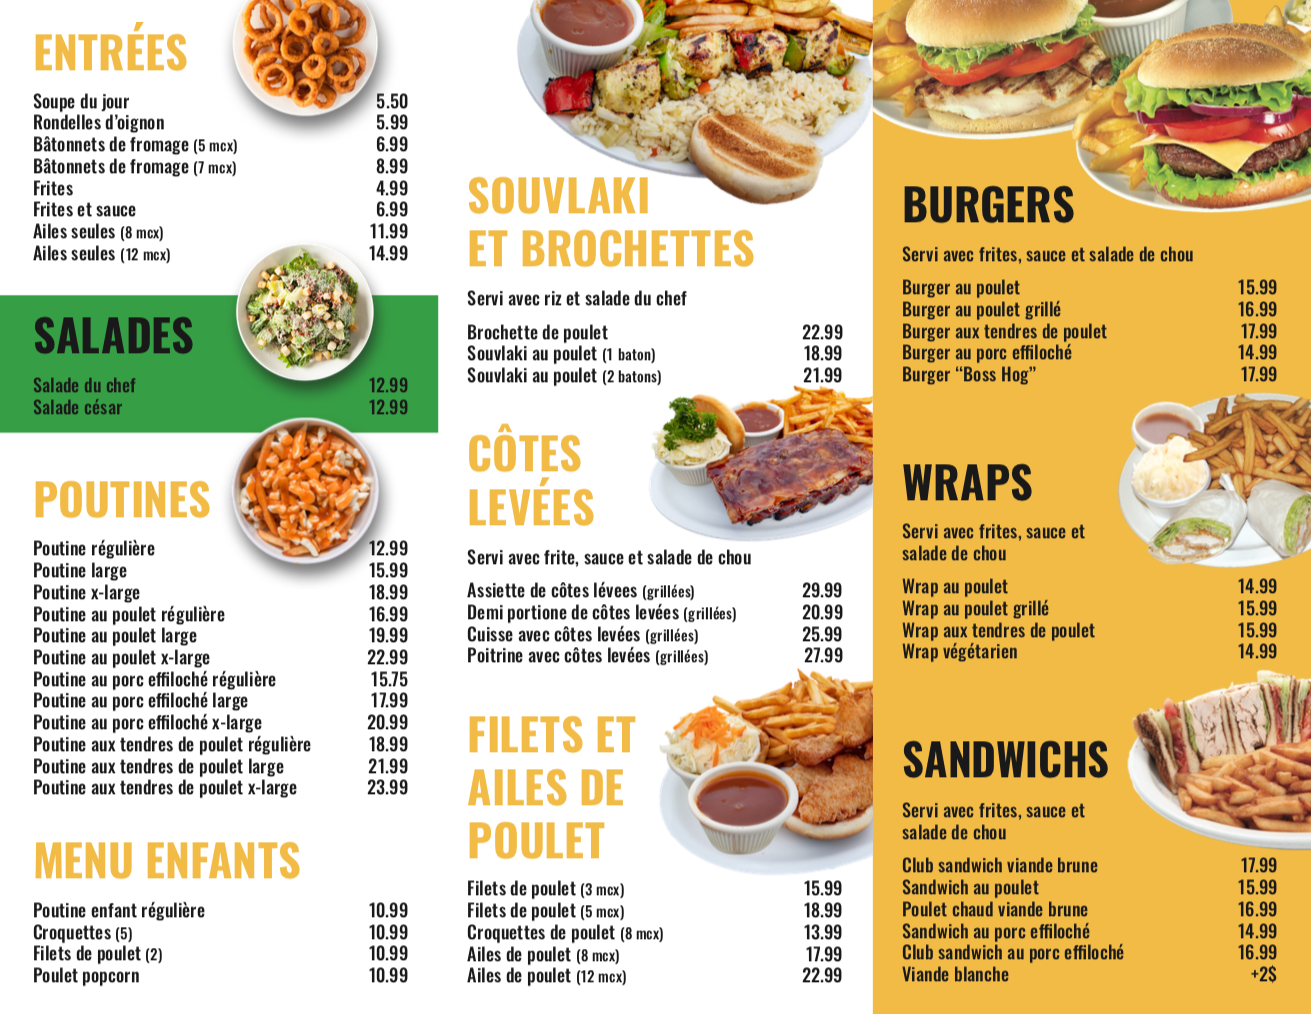 ENTRÉES
Soupe du jour 5.50
Rondelles d’oignon 5.99
Bâtonnets de fromage (5 mcx) 6.99
Bâtonnets de fromage (7 mcx) 8.99
Frites 4.99
Frites et sauce 6.99
Ailes seules (8 mcx) 11.99
Ailes seules (12 mcx) 14.99
SALADES
Salade du chef 12.99
Salade césar 12.99
POUTINES
Poutine régulière 12.99
Poutine large 15.99
Poutine x-large 18.99
Poutine au poulet régulière 16.99
Poutine au poulet large 19.99
Poutine au poulet x-large 22.99
Poutine au porc effiloché régulière 15.75
Poutine au porc effiloché large 17.99
Poutine au porc effiloché x-large 20.99
Poutine aux tendres de poulet régulière 18.99
Poutine aux tendres de poulet large 21.99
Poutine aux tendres de poulet x-large 23.99
MENU ENFANTS
Poutine enfant régulière 10.99
Croquettes (5) 10.99
Filets de poulet (2) 10.99
Poulet popcorn 10.99
SOUVLAKI
ET BROCHETTES
Servi avec riz et salade du chef
Brochette de poulet 22.99
Souvlaki au poulet (1 baton) 18.99
Souvlaki au poulet (2 batons) 21.99
CÔTES
LEVÉES
Servi avec frite, sauce et salade de chou
Assiette de côtes lévees (grillées) 29.99
Demi portione de côtes levées (grillées) 20.99
Cuisse avec côtes levées (grillées) 25.99
Poitrine avec côtes levées (grillées) 27.99
FILETS ET
AILES DE
POULET
Filets de poulet (3 mcx) 15.99
Filets de poulet (5 mcx) 18.99
Croquettes de poulet (8 mcx) 13.99
Ailes de poulet (8 mcx) 17.99
Ailes de poulet (12 mcx) 22.99
BURGERS
Servi avec frites, sauce et salade de chou
Burger au poulet 15.99
Burger au poulet grillé 16.99
Burger aux tendres de poulet 17.99
Burger au porc effiloché 14.99
Burger “Boss Hog” 17.99
WRAPS
Servi avec frites, sauce et
salade de chou
Wrap au poulet 14.99
Wrap au poulet grillé 15.99
Wrap aux tendres de poulet 15.99
Wrap végétarien 14.99
SANDWICHS
Servi avec frites, sauce et
salade de chou
Club sandwich viande brune 17.99
Sandwich au poulet 15.99
Poulet chaud viande brune 16.99
Sandwich au porc effiloché 14.99
Club sandwich au porc effiloché 16.99
Viande blanche +2$